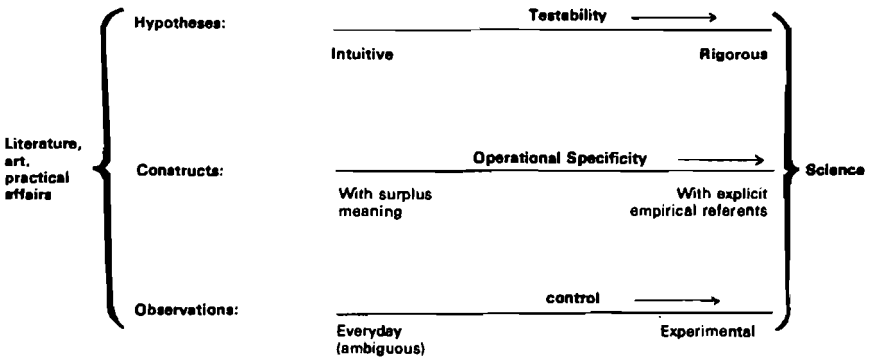 Hypotheses:
Testability
Intuitive
Rigorous
Literature,
art,
practical
affairs
Constructs:
Operational Specificity
With surplus
meaning
With explicit
empirical referents
Science
Observations:
control
Everyday
(ambiguous)
Experimental